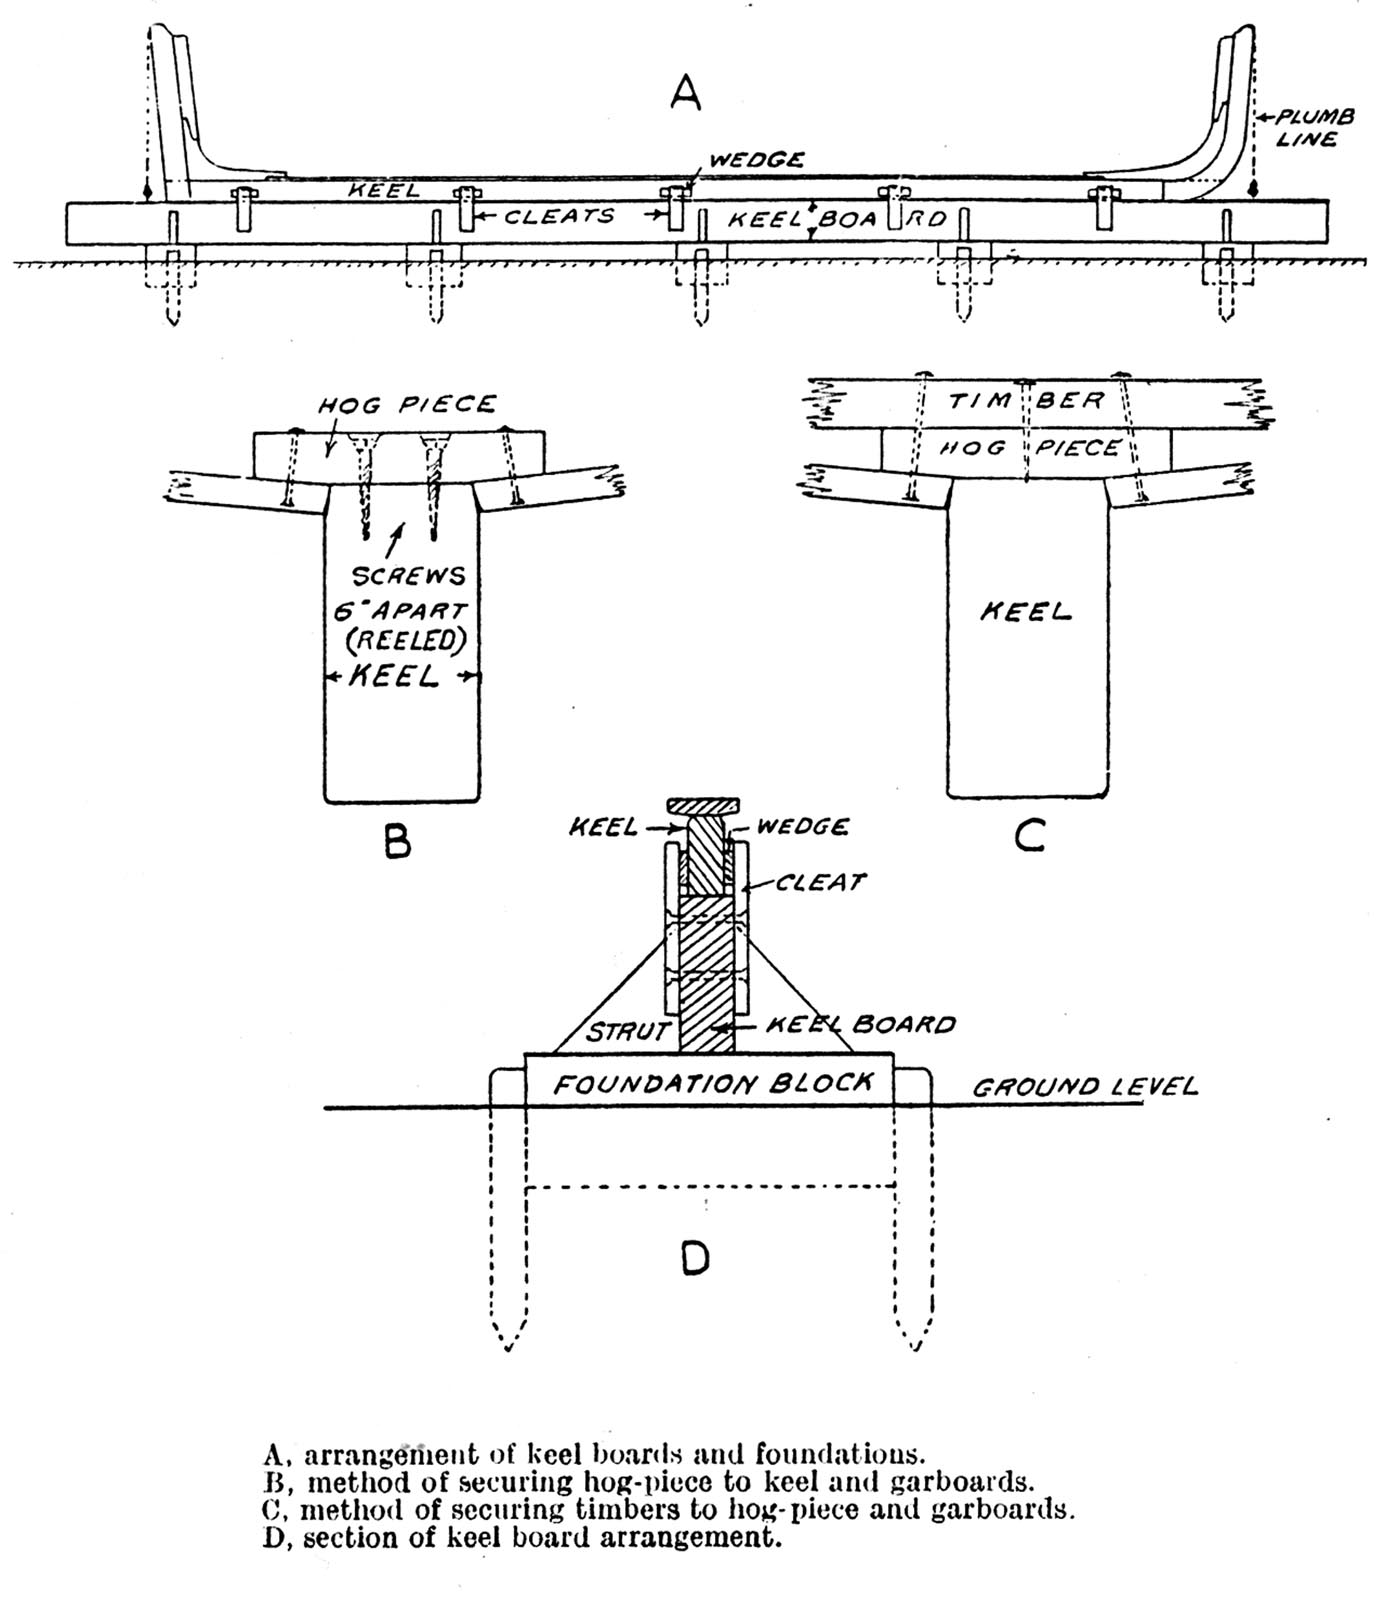 A
PLUMB
LINE
WEDGE
KEEL
CLEATS
KEEL BOARD
HOG PIECE
TIMBER
HOG PIECE
SCREWS
6" APART
(REELED)
KEEL
KEEL
B
C
KEEL
WEDGE
CLEAT
STRUT
KEEL BOARD
FOUNDATION BLOCK
GROUND LEVEL
D
A, arrangement of keel boards and foundations.
B, method of securing hog-piece to keel and garboards.
C, method of securing timbers to hog-piece and garboards.
D, section of keel board arrangement.